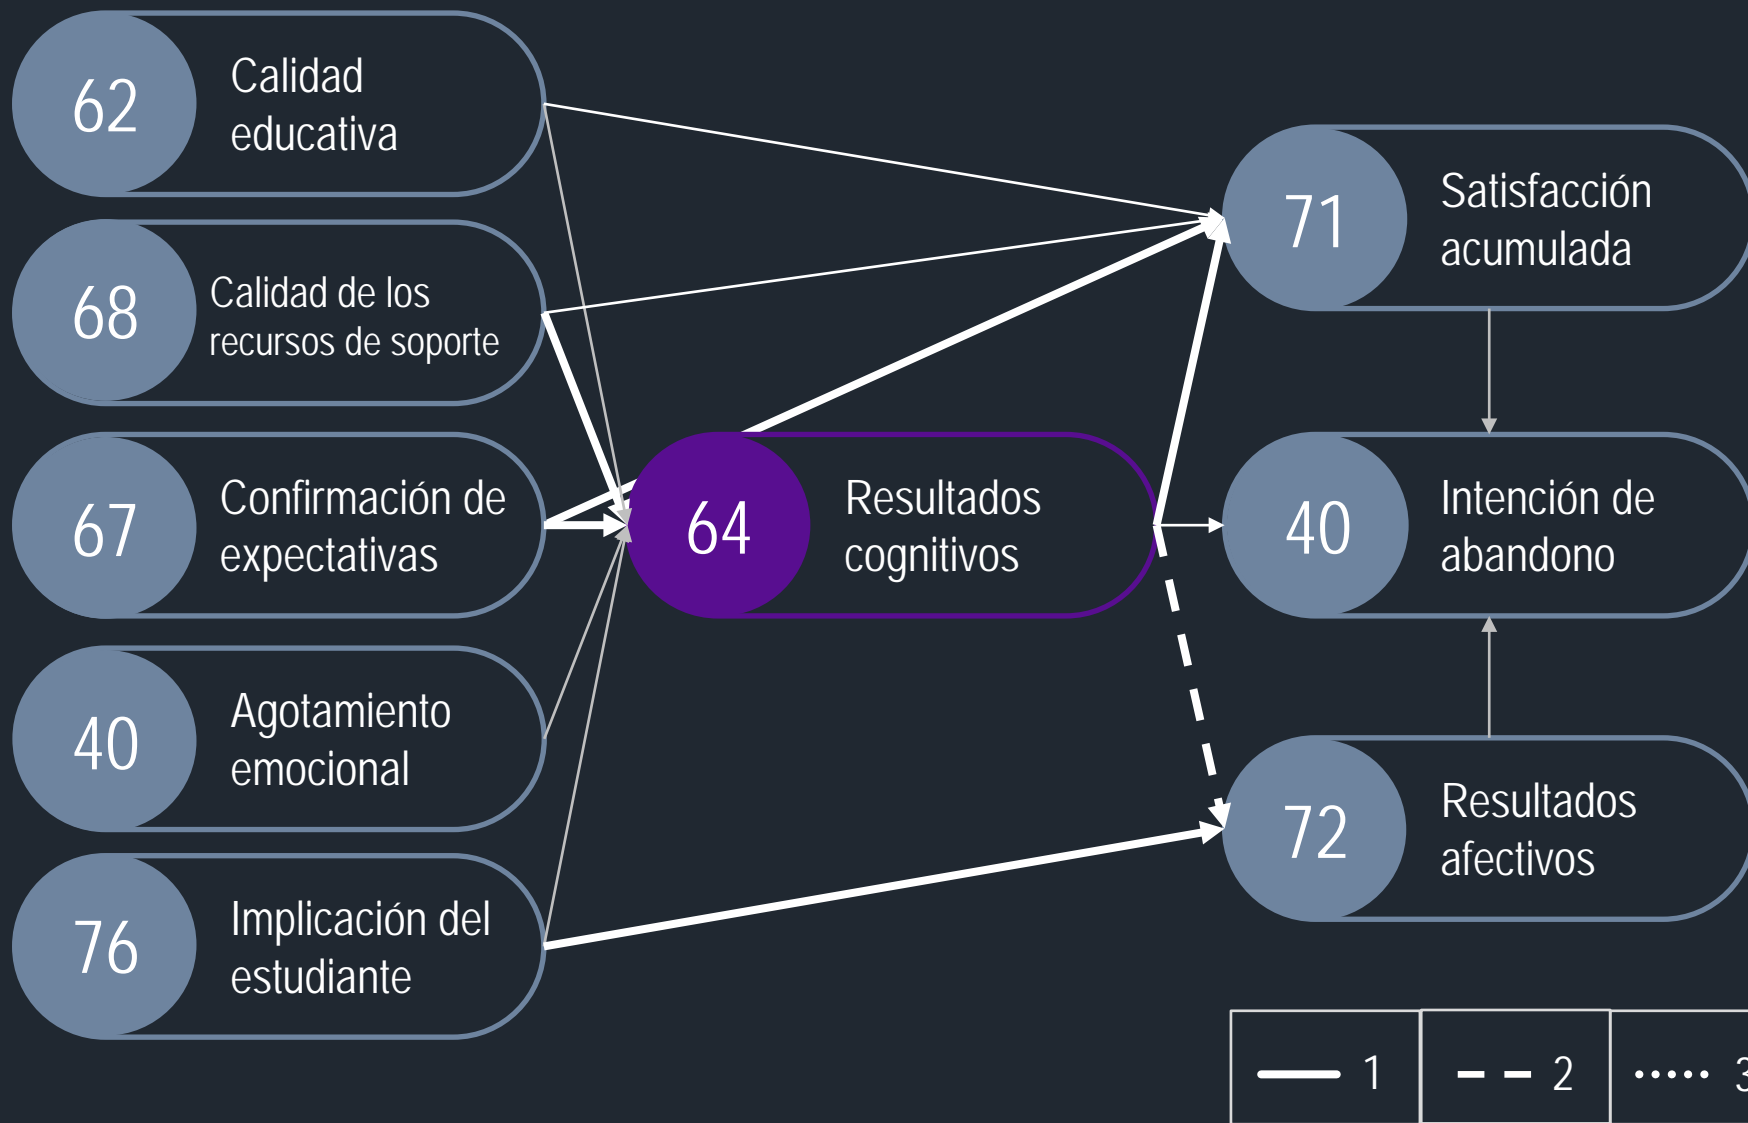 62
Calidad
educativa
68
Calidad de los
recursos de soporte
67
Confirmación de
expectativas
40
Agotamiento
emocional
76
Implicación del
estudiante
64
Resultados
cognitivos
71
Satisfacción
acumulada
40
Intención de
abandono
72
Resultados
afectivos
1
2
3